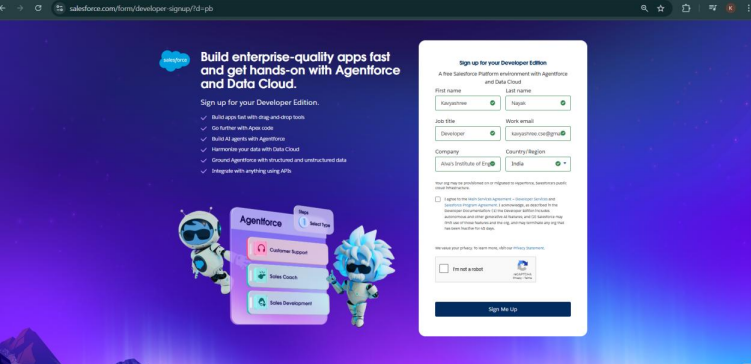 salesforce.com/form/developer-signup/?d=pb
K
salesforce
Build enterprise-quality apps fast
and get hands-on with Agentforce
and Data Cloud.
Sign up for your Developer Edition.
Build apps fast with drag-and-drop tools
Go further with Apex code
Build AI agents with Agentforce
Harmonize your data with Data Cloud
Ground Agentforce with structured and unstructured data
Integrate with anything using APIs
Agentforce
Steps
Select Type
Customer Support
Sales Coach
Sales Development
Sign up for your Developer Edition
A free Salesforce Platform environment with Agentforce
and Data Cloud
First name
Last name
Kavyashree
Nayak
Job title
Work email
Developer
kavyashree.cse@gmai
Company
Country/Region
Alva's Institute of Eng
India
Your org may be provisioned on or migrated to Hyperforce, Salesforce's public
cloud infrastructure.
I agree to the Main Services Agreement – Developer Services and
Salesforce Program Agreement. I acknowledge, as described in the
Developer Documentation: (1) the Developer Edition includes
autonomous and other generative AI features, and (2) Salesforce may
limit use of these features and the org, and may terminate any org that
has been inactive for 45 days.
We value your privacy. To learn more, visit our Privacy Statement.
I'm not a robot
reCAPTCHA
Privacy - Terms
Sign Me Up